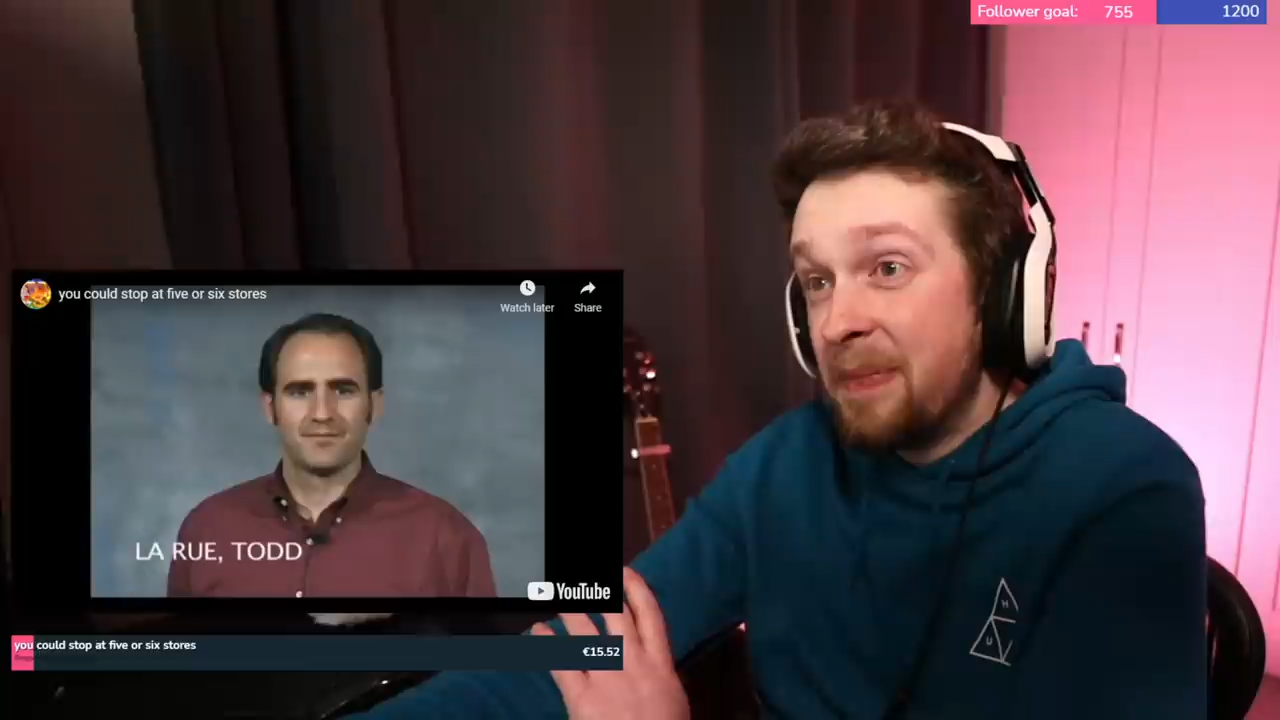 Follower goal: 755 1200
you could stop at five or six stores
Watch later Share
LA RUE, TODD
YouTube
you could stop at five or six stores
€15.52
H
U